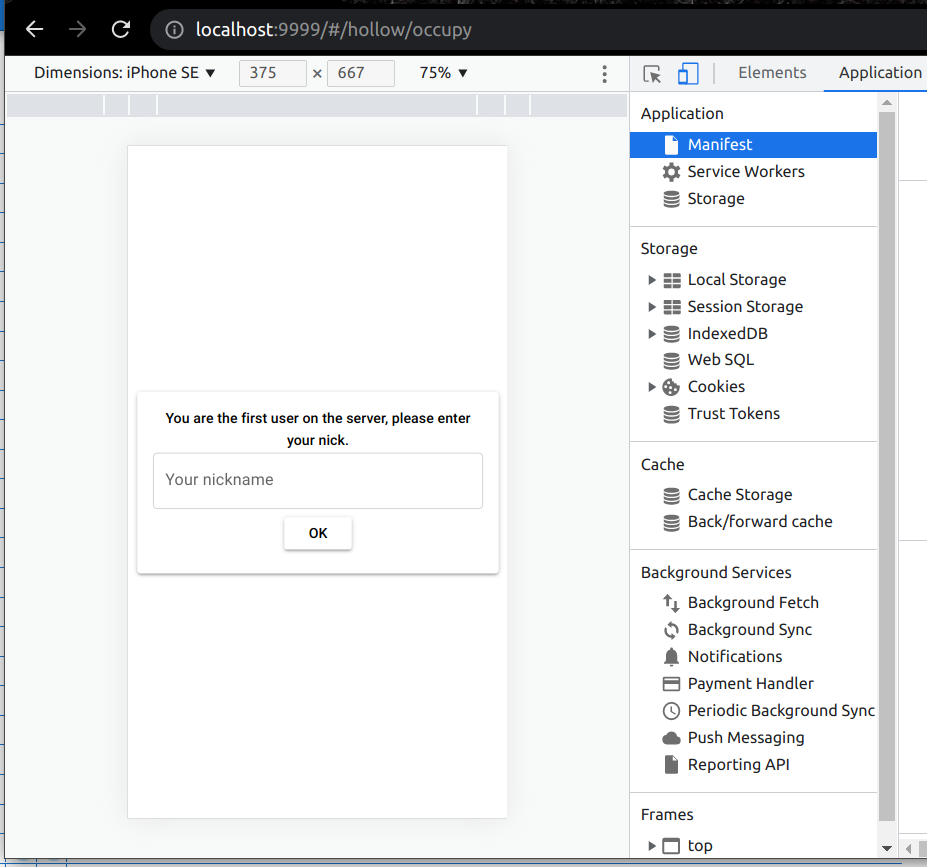 localhost:9999/#/hollow/occupy
Dimensions: iPhone SE ▼ 375 × 667 75% ▼
Elements Application
You are the first user on the server, please enter
your nick.
Your nickname
OK
Application
Manifest
Service Workers
Storage
Storage
Local Storage
Session Storage
IndexedDB
Web SQL
Cookies
Trust Tokens
Cache
Cache Storage
Back/forward cache
Background Services
Background Fetch
Background Sync
Notifications
Payment Handler
Periodic Background Sync
Push Messaging
Reporting API
Frames
top